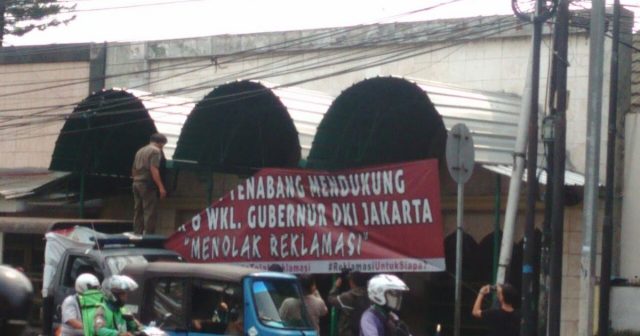 TENABANG MENDUKUNG
& WKL. GUBERNUR DKI JAKARTA
"MENOLAK REKLAMASI"
#ReklamasiUntukSiapa?